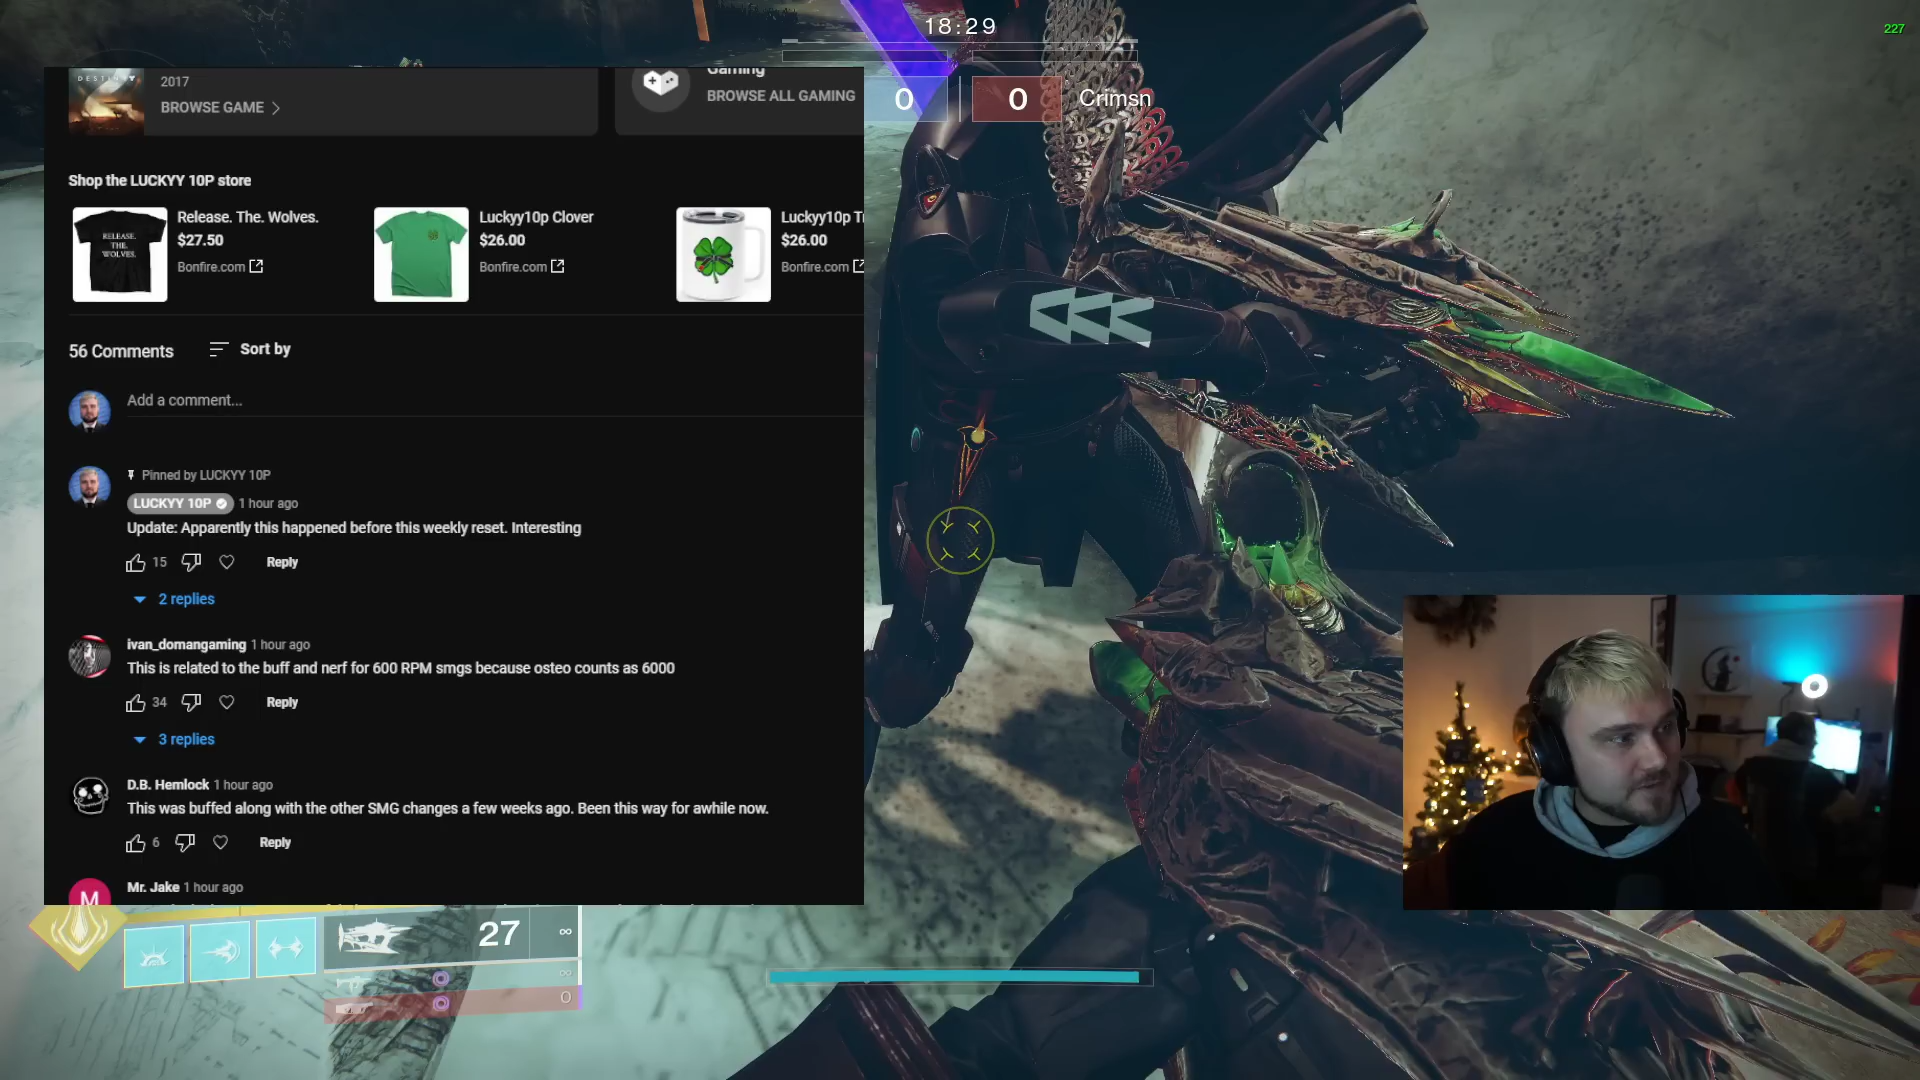 18:29
227
DESTINY
2017
BROWSE GAME
Gaming
BROWSE ALL GAMING
0
0
Crimsn
Shop the LUCKYY 10P store
RELEASE.
THE.
WOLVES.
Release. The. Wolves.
$27.50
Bonfire.com
Luckyy10p Clover
$26.00
Bonfire.com
Luckyy10p
$26.00
Bonfire.com
56 Comments
Sort by
Add a comment...
Pinned by LUCKYY 10P
LUCKYY 10P 1 hour ago
Update: Apparently this happened before this weekly reset. Interesting
15
Reply
2 replies
ivan_domangaming 1 hour ago
This is related to the buff and nerf for 600 RPM smgs because osteo counts as 6000
34
Reply
3 replies
D.B. Hemlock 1 hour ago
This was buffed along with the other SMG changes a few weeks ago. Been this way for awhile now.
6
Reply
M
Mr. Jake 1 hour ago
27
∞
∞
0